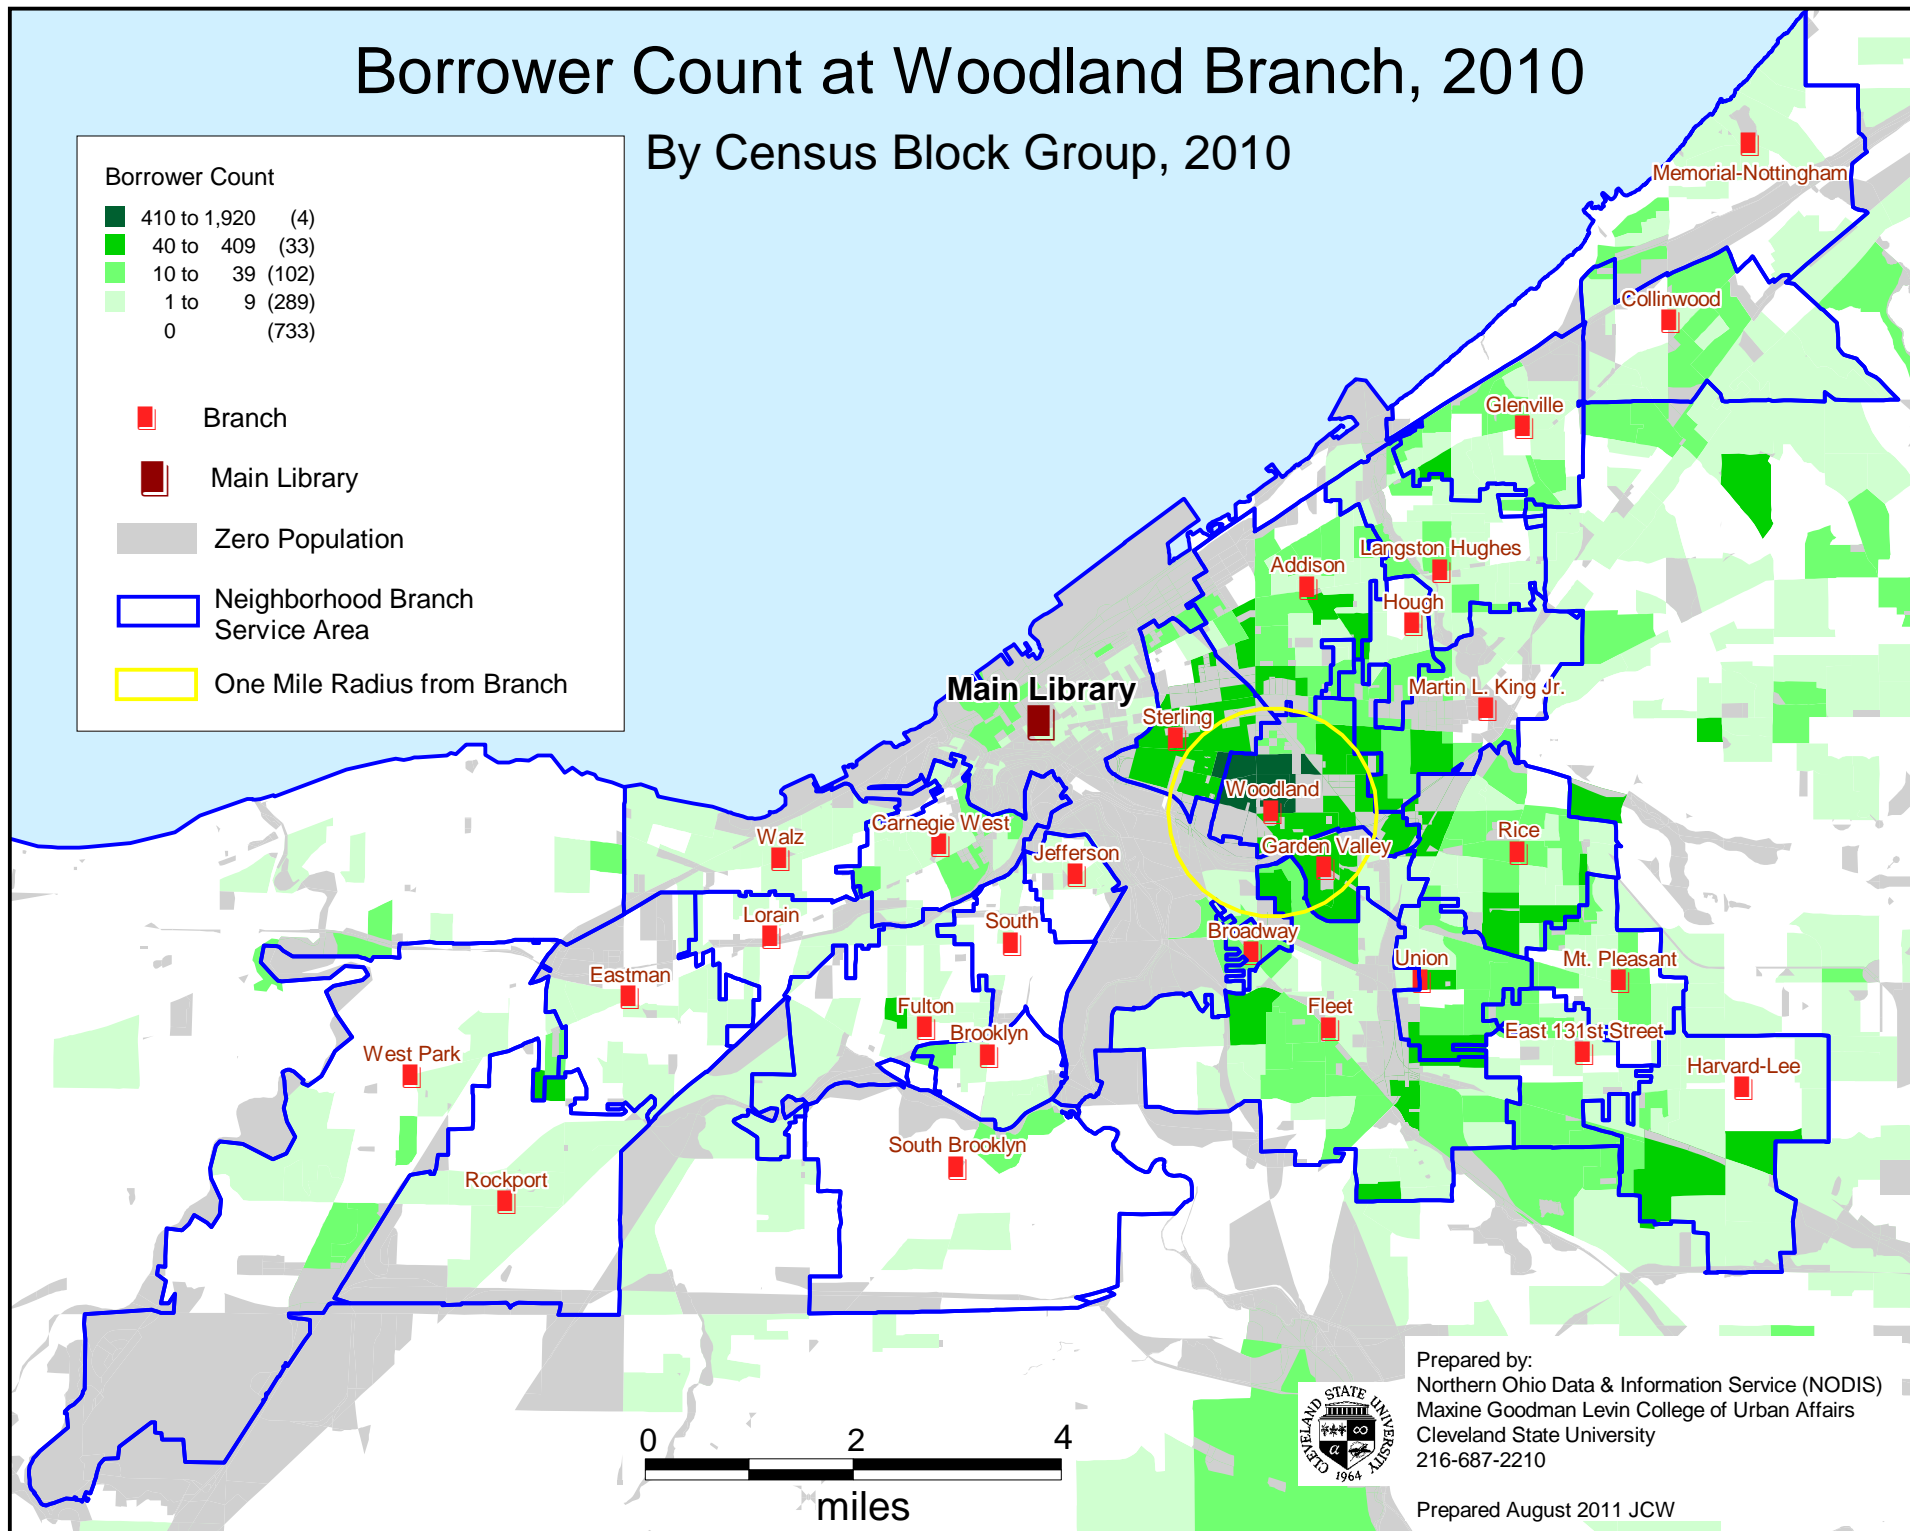 Borrower Count at Woodland Branch, 2010
By Census Block Group, 2010
Borrower Count
410 to 1,920 (4)
40 to 409 (33)
10 to 39 (102)
1 to 9 (289)
0 (733)
Branch
Main Library
Zero Population
Neighborhood Branch
Service Area
One Mile Radius from Branch
Memorial-Nottingham
Collinwood
Glenville
Langston Hughes
Addison
Hough
Martin L. King Jr.
Main Library
Sterling
Woodland
Garden Valley
Rice
Walz
Carnegie West
Jefferson
Lorain
South
Broadway
Union
Mt. Pleasant
Eastman
Fulton
Brooklyn
Fleet
East 131st Street
West Park
Harvard-Lee
South Brooklyn
Rockport
0 2 4
miles
CLEVELAND STATE UNIVERSITY
α ∞
1964
Prepared by:
Northern Ohio Data & Information Service (NODIS)
Maxine Goodman Levin College of Urban Affairs
Cleveland State University
216-687-2210
Prepared August 2011 JCW